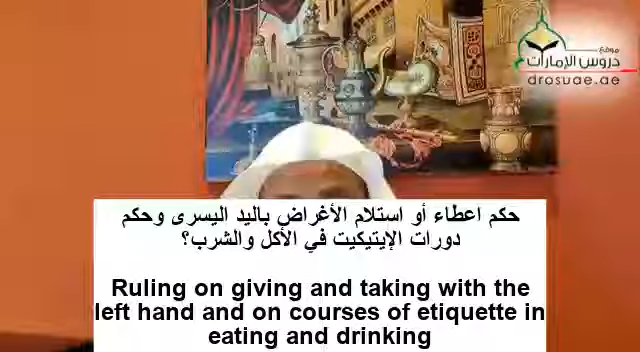 موقع
دروس الإمارات
drosuae.ae
حكم اعطاء أو استلام الأغراض باليد اليسرى وحكم
دورات الإيتيكيت في الأكل والشرب؟
Ruling on giving and taking with the
left hand and on courses of etiquette in
eating and drinking